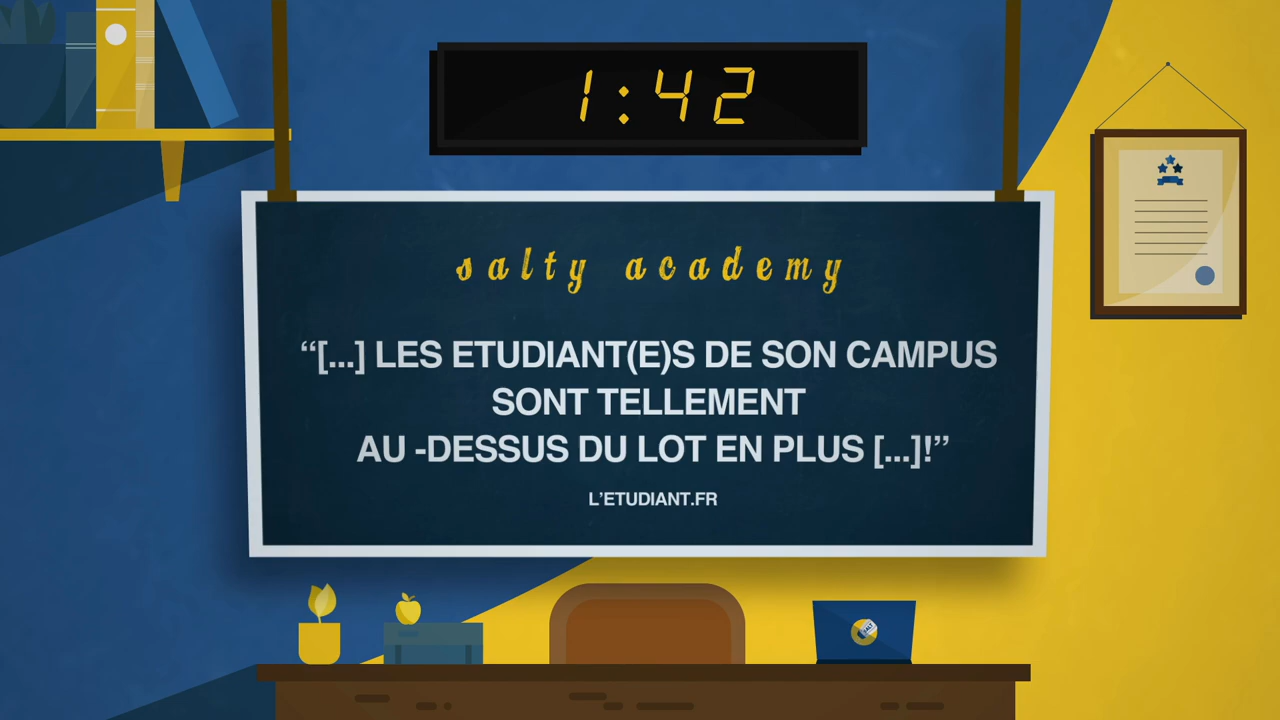 1:42
salty academy
“[...] LES ETUDIANT(E)S DE SON CAMPUS
SONT TELLEMENT
AU -DESSUS DU LOT EN PLUS [...]!”
L’ETUDIANT.FR